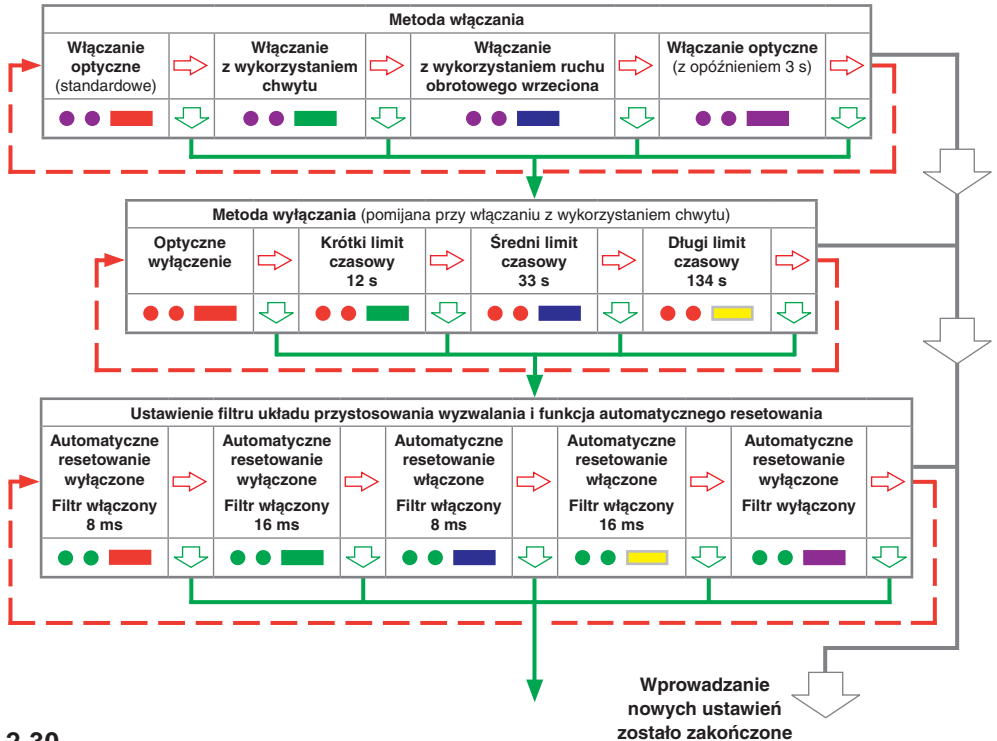 Metoda włączania
Włączanie
optyczne
(standardowe)
Włączanie
z wykorzystaniem
chwytu
Włączanie
z wykorzystaniem ruchu
obrotowego wrzeciona
Włączanie optyczne
(z opóźnieniem 3 s)
Metoda wyłączania (pomijana przy włączaniu z wykorzystaniem chwytu)
Optyczne
wyłączenie
Krótki limit
czasowy
12 s
Średni limit
czasowy
33 s
Długi limit
czasowy
134 s
Ustawienie filtru układu przystosowania wyzwalania i funkcja automatycznego resetowania
Automatyczne
resetowanie
wyłączone
Filtr włączony
8 ms
Automatyczne
resetowanie
wyłączone
Filtr włączony
16 ms
Automatyczne
resetowanie
włączone
Filtr włączony
8 ms
Automatyczne
resetowanie
włączone
Filtr włączony
16 ms
Automatyczne
resetowanie
wyłączone
Filtr wyłączony
Wprowadzanie
nowych ustawień
zostało zakończone
2.30